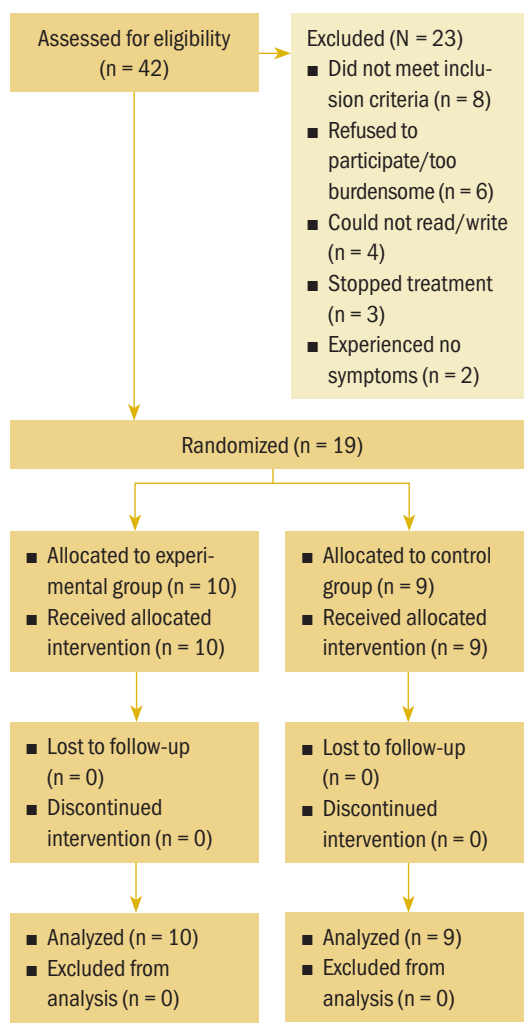 Assessed for eligibility
(n = 42)
Excluded (N = 23)
■ Did not meet inclu-
sion criteria (n = 8)
■ Refused to
participate/too
burdensome (n = 6)
■ Could not read/write
(n = 4)
■ Stopped treatment
(n = 3)
■ Experienced no
symptoms (n = 2)
Randomized (n = 19)
■ Allocated to experi-
mental group (n = 10)
■ Received allocated
intervention (n = 10)
■ Allocated to control
group (n = 9)
■ Received allocated
intervention (n = 9)
■ Lost to follow-up
(n = 0)
■ Discontinued
intervention (n = 0)
■ Lost to follow-up
(n = 0)
■ Discontinued
intervention (n = 0)
■ Analyzed (n = 10)
■ Excluded from
analysis (n = 0)
■ Analyzed (n = 9)
■ Excluded from
analysis (n = 0)